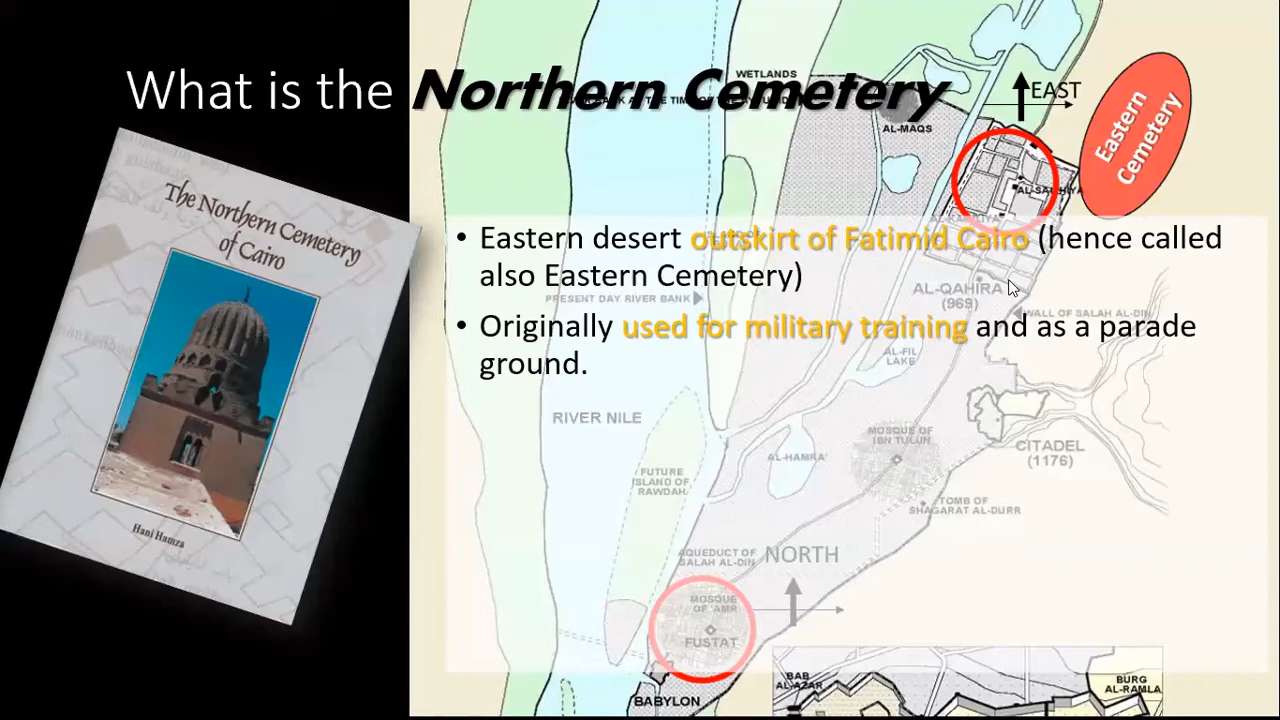 What is the Northern Cemetery
The Northern Cemetery
of Cairo
Hani Hamza
• Eastern desert outskirt of Fatimid Cairo (hence called
also Eastern Cemetery)
• Originally used for military training and as a parade
ground.
WETLANDS
EAST
Eastern
Cemetery
AL-MAQS
AL-QAHIRA
(969)
PRESENT DAY RIVER BANK
WALL OF SALAH AL-DIN
AL-FIL
LAKE
RIVER NILE
MOSQUE OF
IBN TULUN
CITADEL
(1176)
AL-HAMRA'
FUTURE
ISLAND OF
RAWDAH
TOMB OF
SHAGARAT AL-DURR
AQUEDUCT OF
SALAH AL-DIN
NORTH
MOSQUE
OF 'AMR
FUSTAT
BABYLON
BAB
AL-AZAR
BURG
AL-RAMLA